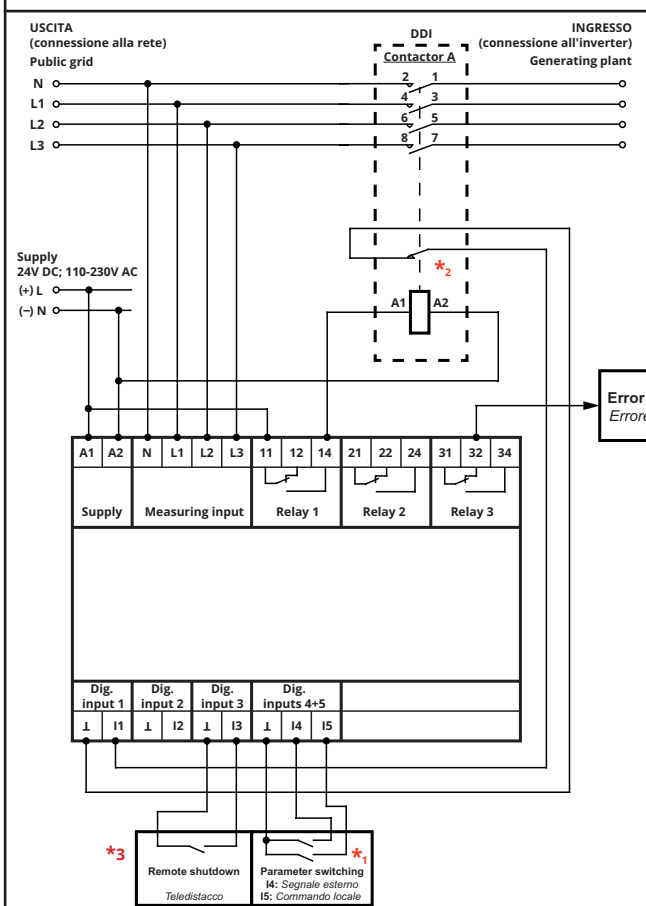 USCITA
(connessione alla rete)
Public grid
DDI
Contactor A
INGRESSO
(connessione all'inverter)
Generating plant
N
2 1
L1
4 3
L2
6 5
L3
8 7
*2
Supply
24V DC; 110-230V AC
(+) L
(−) N
A1 A2
Error
Errore
A1 A2 N L1 L2 L3 11 12 14 21 22 24 31 32 34
Supply Measuring input Relay 1 Relay 2 Relay 3
Dig. input 1
Dig. input 2
Dig. input 3
Dig. inputs 4+5
⊥ I1 ⊥ I2 ⊥ I3 ⊥ I4 I5
*3
Remote shutdown
Teledistacco
*1
Parameter switching
I4: Segnale esterno
I5: Commando locale